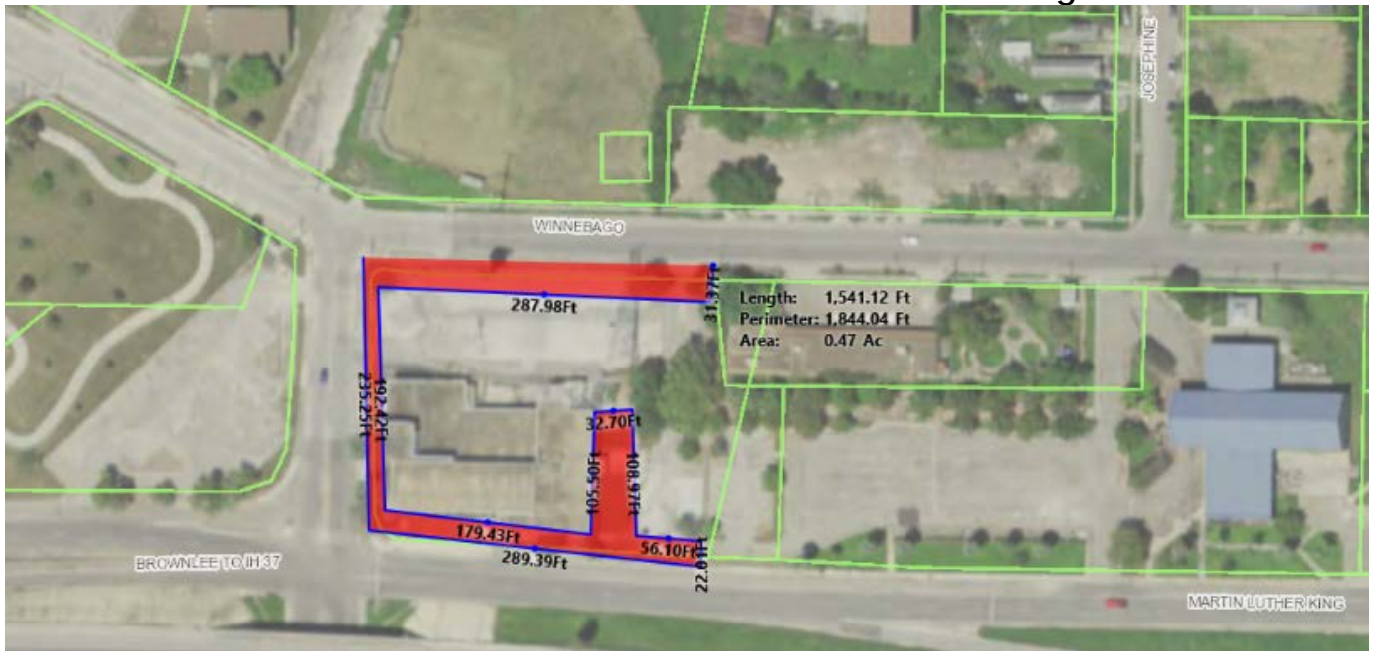 JOSEPHINE
WINNEBAGO
287.98Ft
31.37Ft
Length: 1,541.12 Ft
Perimeter: 1,844.04 Ft
Area: 0.47 Ac
235.25Ft
192.42Ft
32.70Ft
105.50Ft
108.97Ft
179.43Ft
56.10Ft
22.61Ft
289.39Ft
BROWNLEE TO IH 37
MARTIN LUTHER KING